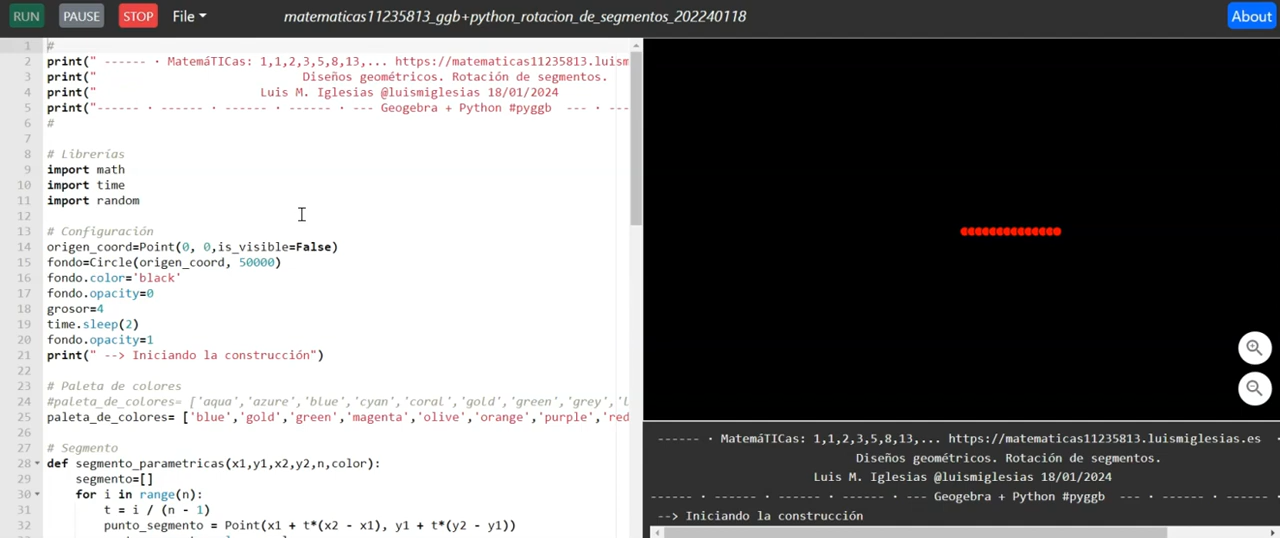 RUN PAUSE STOP File matematicas11235813_ggb+python_rotacion_de_segmentos_202240118 About
1 #
2 print(" ------ · MatemáTICas: 1,1,2,3,5,8,13,... https://matematicas11235813.luism
3 print(" Diseños geométricos. Rotación de segmentos.
4 print(" Luis M. Iglesias @luismiglesias 18/01/2024
5 print("------ · ------ · ------ · ------ · --- Geogebra + Python #pyggb --- · ---
6 #
7
8 # Librerías
9 import math
10 import time
11 import random
12
13 # Configuración
14 origen_coord=Point(0, 0,is_visible=False)
15 fondo=Circle(origen_coord, 50000)
16 fondo.color='black'
17 fondo.opacity=0
18 grosor=4
19 time.sleep(2)
20 fondo.opacity=1
21 print(" --> Iniciando la construcción")
22
23 # Paleta de colores
24 #paleta_de_colores= ['aqua','azure','blue','cyan','coral','gold','green','grey','l
25 paleta_de_colores= ['blue','gold','green','magenta','olive','orange','purple','red
26
27 # Segmento
28 def segmento_parametricas(x1,y1,x2,y2,n,color):
29 segmento=[]
30 for i in range(n):
31 t = i / (n - 1)
32 punto_segmento = Point(x1 + t*(x2 - x1), y1 + t*(y2 - y1))
------ · MatemáTICas: 1,1,2,3,5,8,13,... https://matematicas11235813.luismiglesias.es
Diseños geométricos. Rotación de segmentos.
Luis M. Iglesias @luismiglesias 18/01/2024
------ · ------ · ------ · ------ · --- Geogebra + Python #pyggb --- · ------ · ------
--> Iniciando la construcción